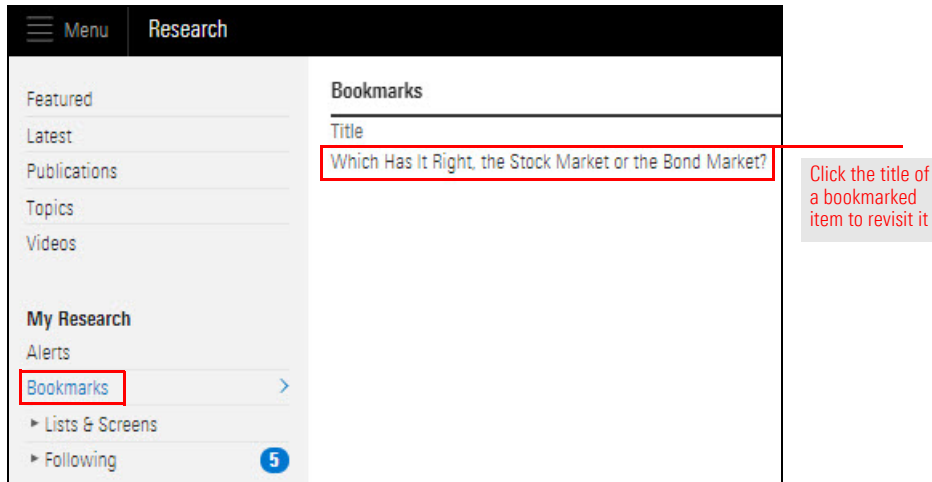 Menu Research
Featured
Latest
Publications
Topics
Videos
My Research
Alerts
Bookmarks
Lists & Screens
Following 5
Bookmarks
Title
Which Has It Right, the Stock Market or the Bond Market?
Click the title of
a bookmarked
item to revisit it